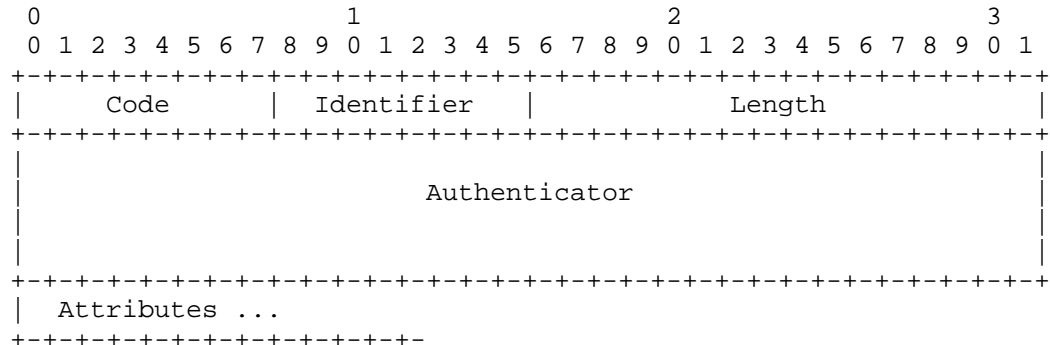 0                   1                   2                   3
 0 1 2 3 4 5 6 7 8 9 0 1 2 3 4 5 6 7 8 9 0 1 2 3 4 5 6 7 8 9 0 1
+-+-+-+-+-+-+-+-+-+-+-+-+-+-+-+-+-+-+-+-+-+-+-+-+-+-+-+-+-+-+-+-+
|     Code      |  Identifier   |            Length             |
+-+-+-+-+-+-+-+-+-+-+-+-+-+-+-+-+-+-+-+-+-+-+-+-+-+-+-+-+-+-+-+-+
|                                                               |
|                         Authenticator                         |
|                                                               |
|                                                               |
+-+-+-+-+-+-+-+-+-+-+-+-+-+-+-+-+-+-+-+-+-+-+-+-+-+-+-+-+-+-+-+-+
|  Attributes ...
+-+-+-+-+-+-+-+-+-+-+-+-+-